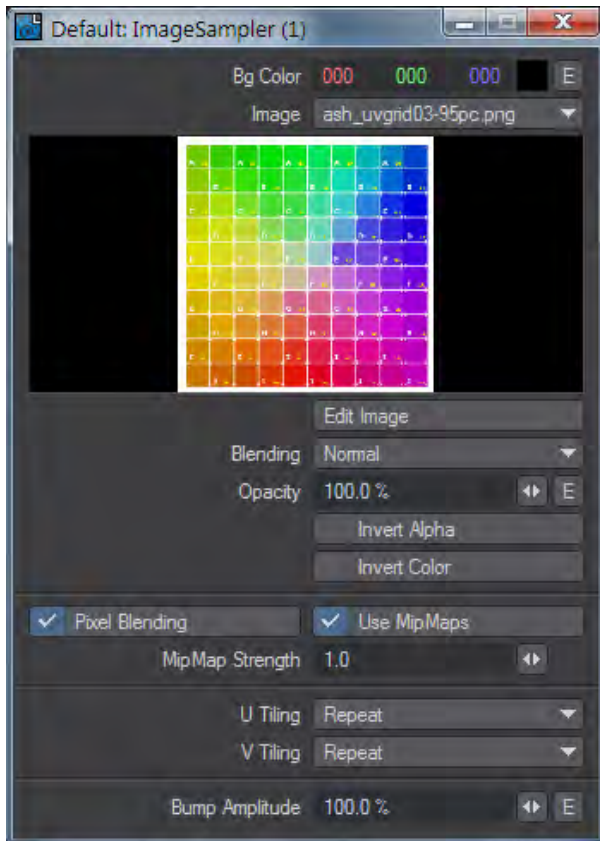 Default: ImageSampler (1)
Bg Color 000 000 000 E
Image ash_uvgrid03-95pc.png
Edit Image
Blending Normal
Opacity 100.0 % E
Invert Alpha
Invert Color
Pixel Blending Use MipMaps
MipMap Strength 1.0
U Tiling Repeat
V Tiling Repeat
Bump Amplitude 100.0 % E